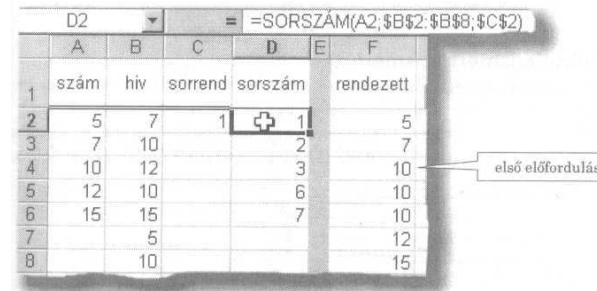 D2 = =SORSZÁM(A2;$B$2:$B$8;$C$2)
A B C D E F
1 szám hiv sorrend sorszám rendezett
2 5 7 1 1 5
3 7 10 2 7
4 10 12 3 10 első előfordulás
5 12 10 6 10
6 15 15 7 10
7 5 12
8 10 15